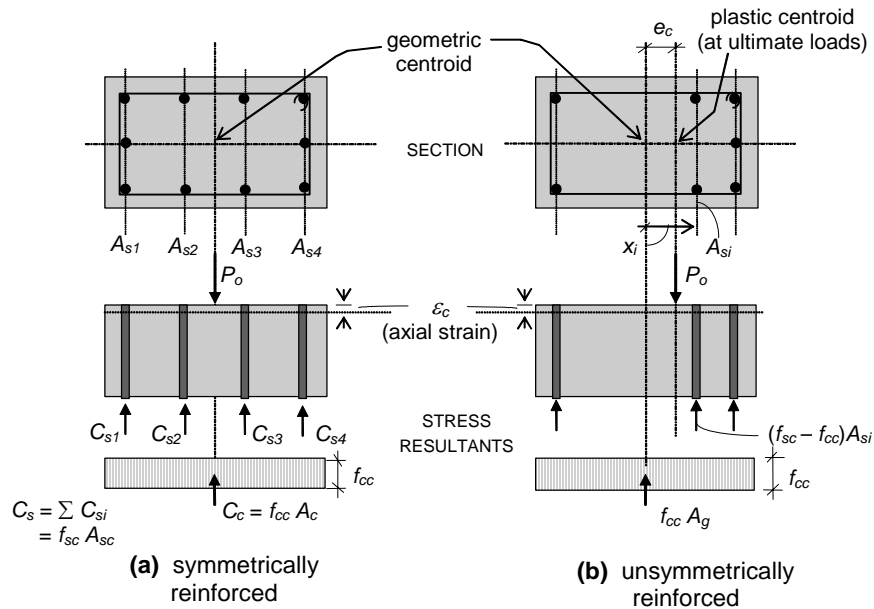 geometric
centroid
e_c
plastic centroid
(at ultimate loads)
SECTION
A_s1 A_s2 A_s3 A_s4
x_i
A_si
P_o
P_o
ε_c
(axial strain)
C_s1 C_s2 C_s3 C_s4
STRESS
RESULTANTS
(f_sc – f_cc) A_si
f_cc
f_cc
C_s = ∑ C_si
= f_sc A_sc
C_c = f_cc A_c
f_cc A_g
(a) symmetrically
reinforced
(b) unsymmetrically
reinforced